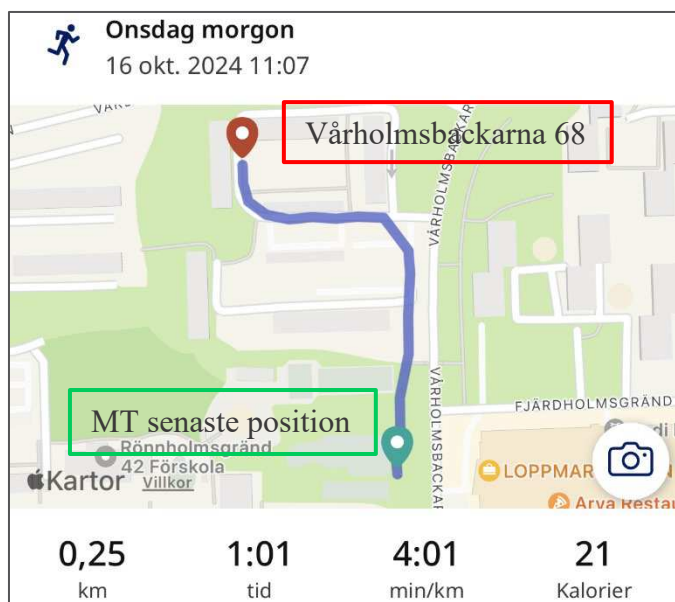 Onsdag morgon
16 okt. 2024 11:07
Vårholmsbackarna 68
VÅRHOLMSBACKAR
VÅRHOLMSBACKAR
FJÄRDHOLMSGRÄND
MT senaste position
Rönnholmsgränd
42 Förskola
Kartor Villkor
LOPPMAR
Arva Restau
0,25 1:01 4:01 21
km tid min/km Kalorier